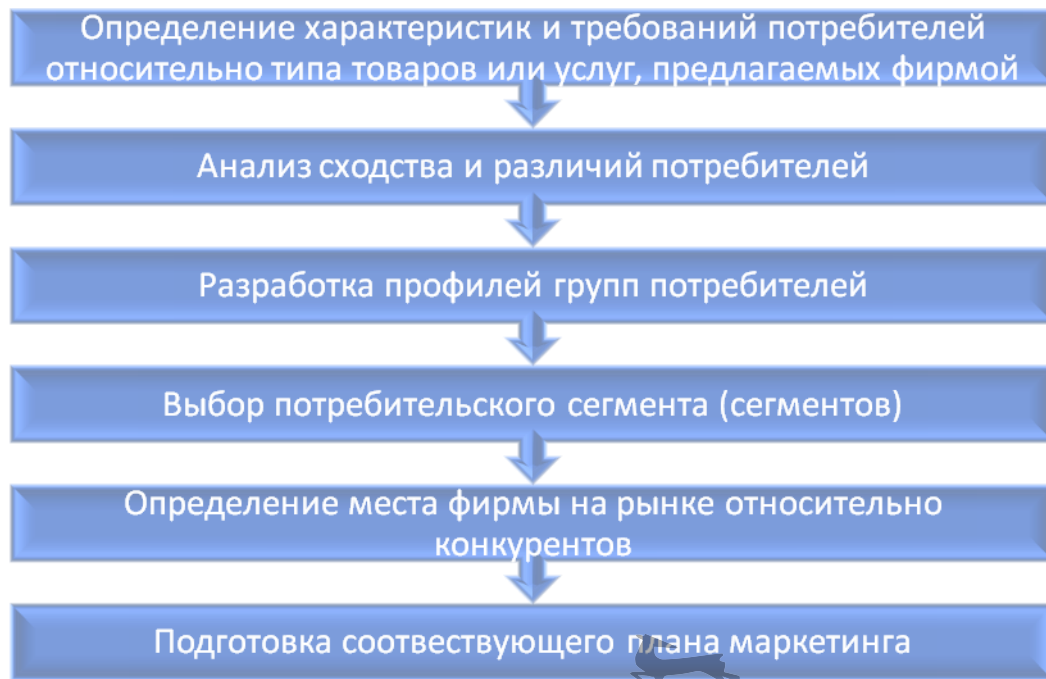 Определение характеристик и требований потребителей
относительно типа товаров или услуг, предлагаемых фирмой
Анализ сходства и различий потребителей
Разработка профилей групп потребителей
Выбор потребительского сегмента (сегментов)
Определение места фирмы на рынке относительно
конкурентов
Подготовка соотвествующего плана маркетинга